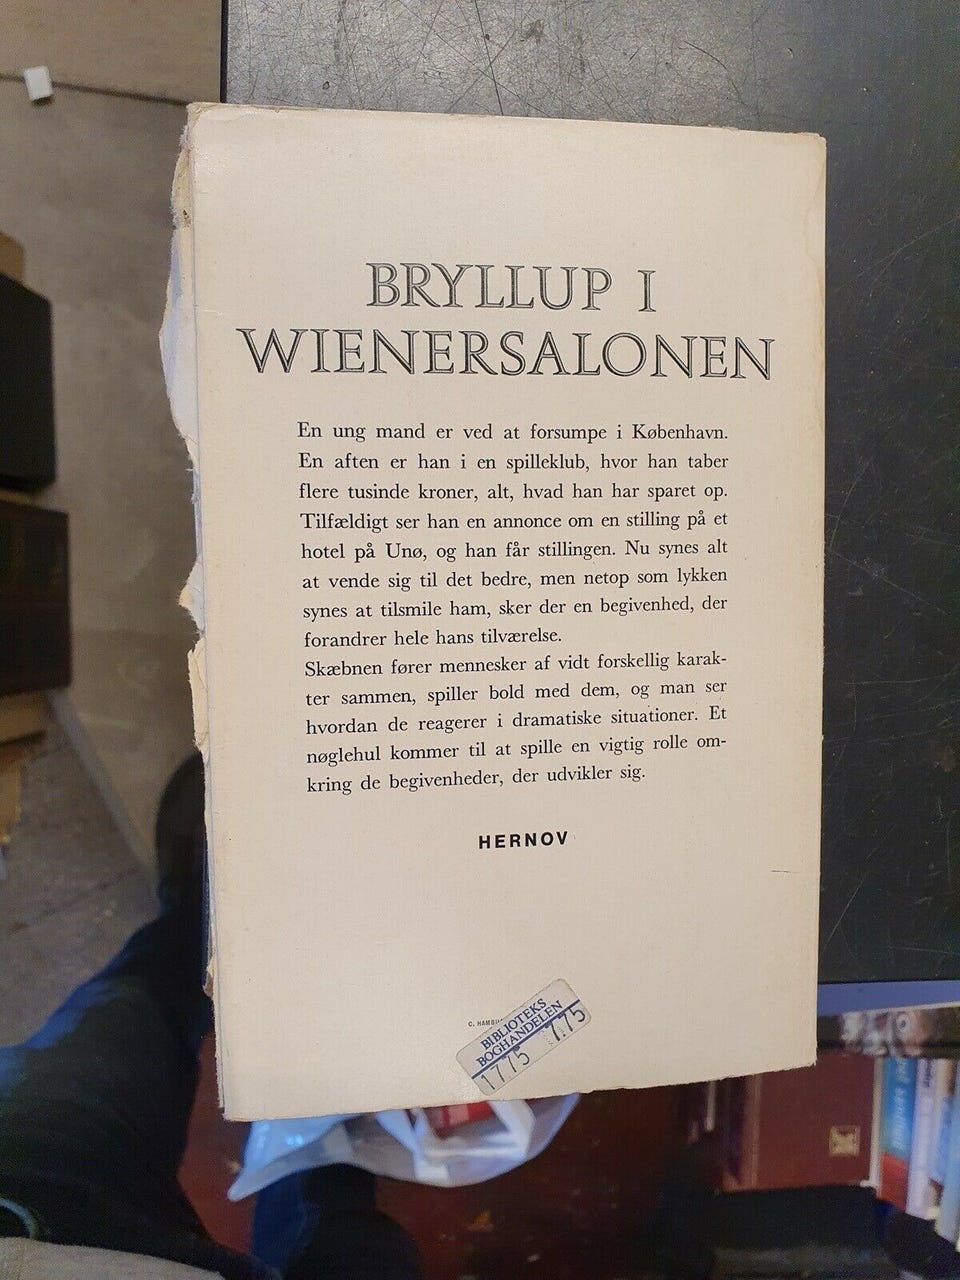 BRYLLUP I
WIENERSALONEN
En ung mand er ved at forsumpe i København.
En aften er han i en spilleklub, hvor han taber
flere tusinde kroner, alt, hvad han har sparet op.
Tilfældigt ser han en annonce om en stilling på et
hotel på Unø, og han får stillingen. Nu synes alt
at vende sig til det bedre, men netop som lykken
synes at tilsmile ham, sker der en begivenhed, der
forandrer hele hans tilværelse.
Skæbnen fører mennesker af vidt forskellig karak-
ter sammen, spiller bold med dem, og man ser
hvordan de reagerer i dramatiske situationer. Et
nøglehul kommer til at spille en vigtig rolle om-
kring de begivenheder, der udvikler sig.
HERNOV
C.
BIBLIOTEKS
BOGHANDELEN
1775 7.75